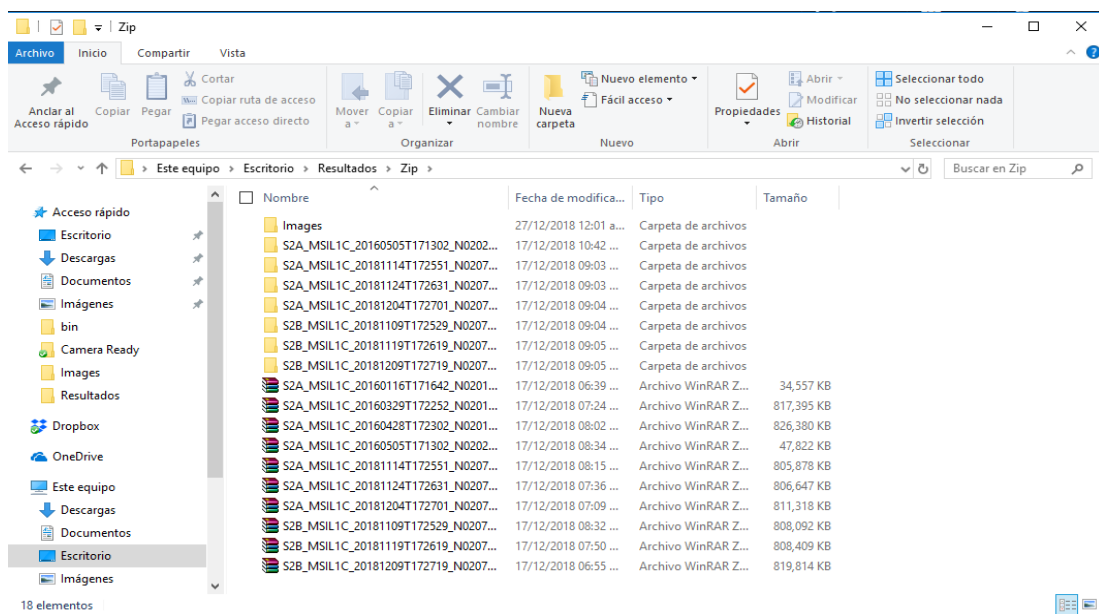 Zip
Archivo Inicio Compartir Vista
Anclar al Acceso rápido
Copiar
Pegar
Cortar
Copiar ruta de acceso
Pegar acceso directo
Portapapeles
Mover a
Copiar a
Eliminar
Cambiar nombre
Organizar
Nueva carpeta
Nuevo elemento
Fácil acceso
Nuevo
Propiedades
Abrir
Modificar
Historial
Abrir
Seleccionar todo
No seleccionar nada
Invertir selección
Seleccionar
Este equipo > Escritorio > Resultados > Zip >
Buscar en Zip
Acceso rápido
Escritorio
Descargas
Documentos
Imágenes
bin
Camera Ready
Images
Resultados
Dropbox
OneDrive
Este equipo
Descargas
Documentos
Escritorio
Imágenes
Nombre Fecha de modifica... Tipo Tamaño
Images 27/12/2018 12:01 a... Carpeta de archivos
S2A_MSIL1C_20160505T171302_N0202... 17/12/2018 10:42 ... Carpeta de archivos
S2A_MSIL1C_20181114T172551_N0207... 17/12/2018 09:03 ... Carpeta de archivos
S2A_MSIL1C_20181124T172631_N0207... 17/12/2018 09:03 ... Carpeta de archivos
S2A_MSIL1C_20181204T172701_N0207... 17/12/2018 09:04 ... Carpeta de archivos
S2B_MSIL1C_20181109T172529_N0207... 17/12/2018 09:04 ... Carpeta de archivos
S2B_MSIL1C_20181119T172619_N0207... 17/12/2018 09:05 ... Carpeta de archivos
S2B_MSIL1C_20181209T172719_N0207... 17/12/2018 09:05 ... Carpeta de archivos
S2A_MSIL1C_20160116T171642_N0201... 17/12/2018 06:39 ... Archivo WinRAR Z... 34,557 KB
S2A_MSIL1C_20160329T172252_N0201... 17/12/2018 07:24 ... Archivo WinRAR Z... 817,395 KB
S2A_MSIL1C_20160428T172302_N0201... 17/12/2018 08:02 ... Archivo WinRAR Z... 826,380 KB
S2A_MSIL1C_20160505T171302_N0202... 17/12/2018 08:34 ... Archivo WinRAR Z... 47,822 KB
S2A_MSIL1C_20181114T172551_N0207... 17/12/2018 08:15 ... Archivo WinRAR Z... 805,878 KB
S2A_MSIL1C_20181124T172631_N0207... 17/12/2018 07:36 ... Archivo WinRAR Z... 806,647 KB
S2A_MSIL1C_20181204T172701_N0207... 17/12/2018 07:09 ... Archivo WinRAR Z... 811,318 KB
S2B_MSIL1C_20181109T172529_N0207... 17/12/2018 08:32 ... Archivo WinRAR Z... 808,092 KB
S2B_MSIL1C_20181119T172619_N0207... 17/12/2018 07:50 ... Archivo WinRAR Z... 808,409 KB
S2B_MSIL1C_20181209T172719_N0207... 17/12/2018 06:55 ... Archivo WinRAR Z... 819,814 KB
18 elementos